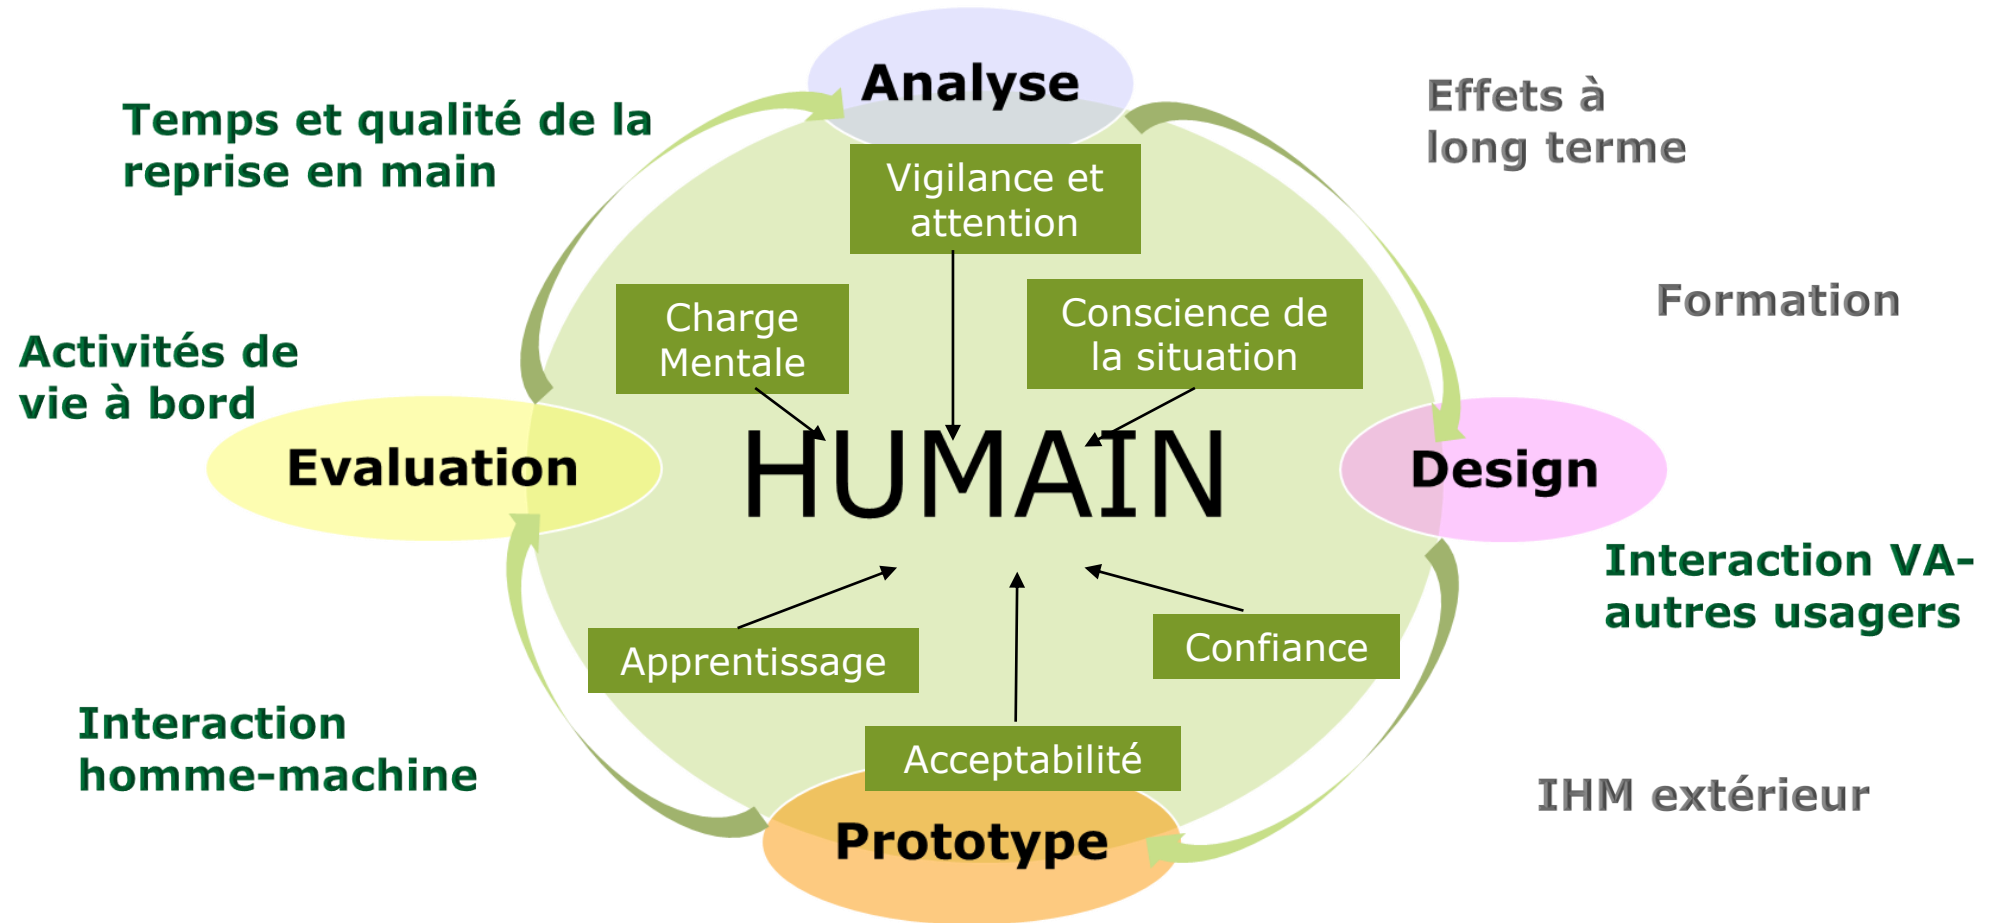 Analyse
Temps et qualité de la
reprise en main
Effets à
long terme
Vigilance et
attention
Formation
Charge
Mentale
Conscience de
la situation
Activités de
vie à bord
Evaluation
HUMAIN
Design
Interaction VA-
autres usagers
Apprentissage
Confiance
Interaction
homme-machine
Acceptabilité
IHM extérieur
Prototype